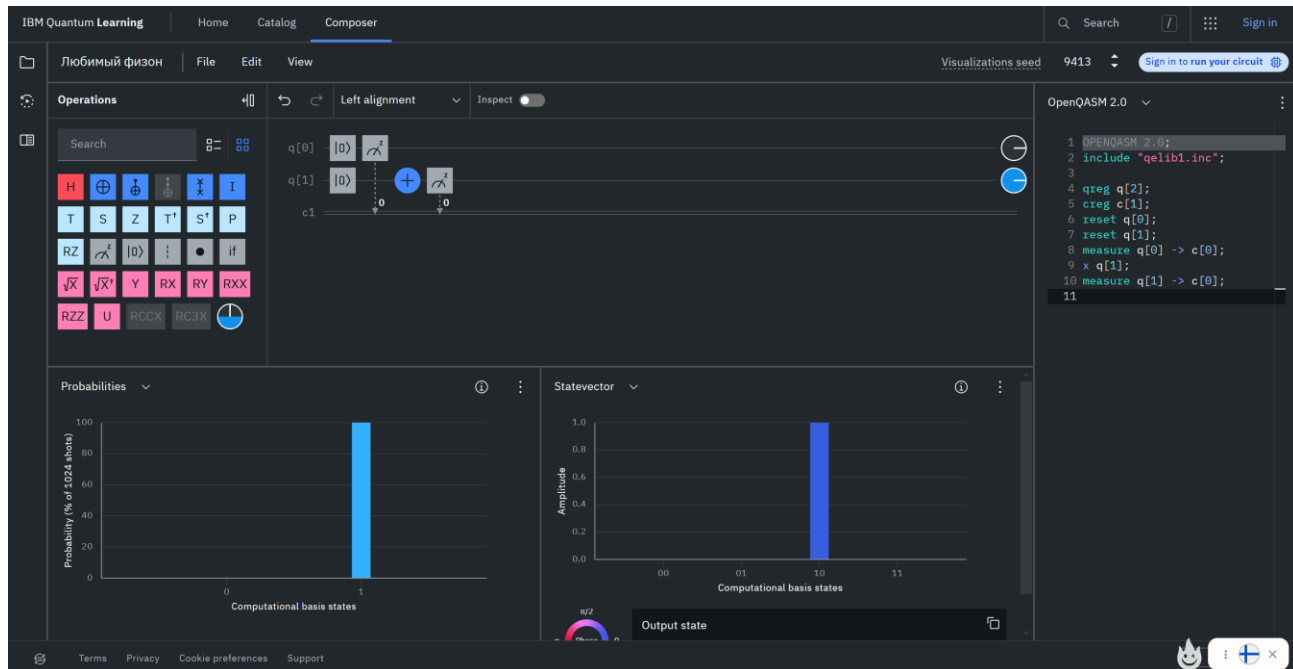 IBM Quantum Learning Home Catalog Composer Search / Sign in
Любимый физон File Edit View Visualizations seed 9413 Sign in to run your circuit
Operations Left alignment Inspect OpenQASM 2.0
Search
H I
T S Z T† S† P
RZ z |0⟩ if
√X √X† Y RX RY RXX
RZZ U RCCX RC3X
q[0] |0⟩ z
q[1] |0⟩ + z
0 0
c1
1 OPENQASM 2.0;
2 include "qelib1.inc";
3
4 qreg q[2];
5 creg c[1];
6 reset q[0];
7 reset q[1];
8 measure q[0] -> c[0];
9 x q[1];
10 measure q[1] -> c[0];
11
Probabilities
Probability (% of 1024 shots)
100
80
60
40
20
0
0 1
Computational basis states
Statevector
Amplitude
1.0
0.8
0.6
0.4
0.2
0.0
00 01 10 11
Computational basis states
π/2
Output state
Terms Privacy Cookie preferences Support